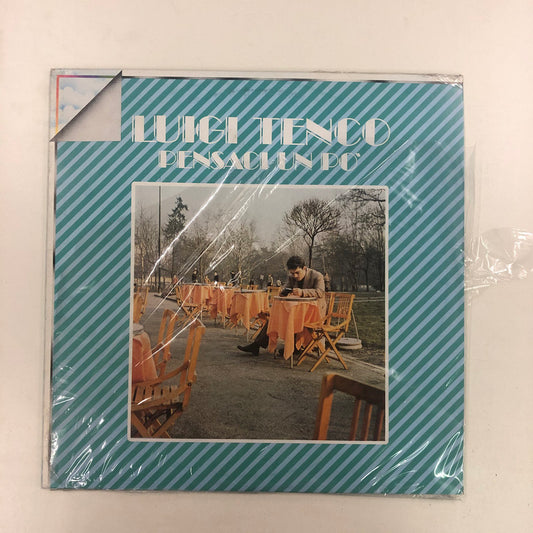 LUIGI TENCO
PENSACI UN PO'